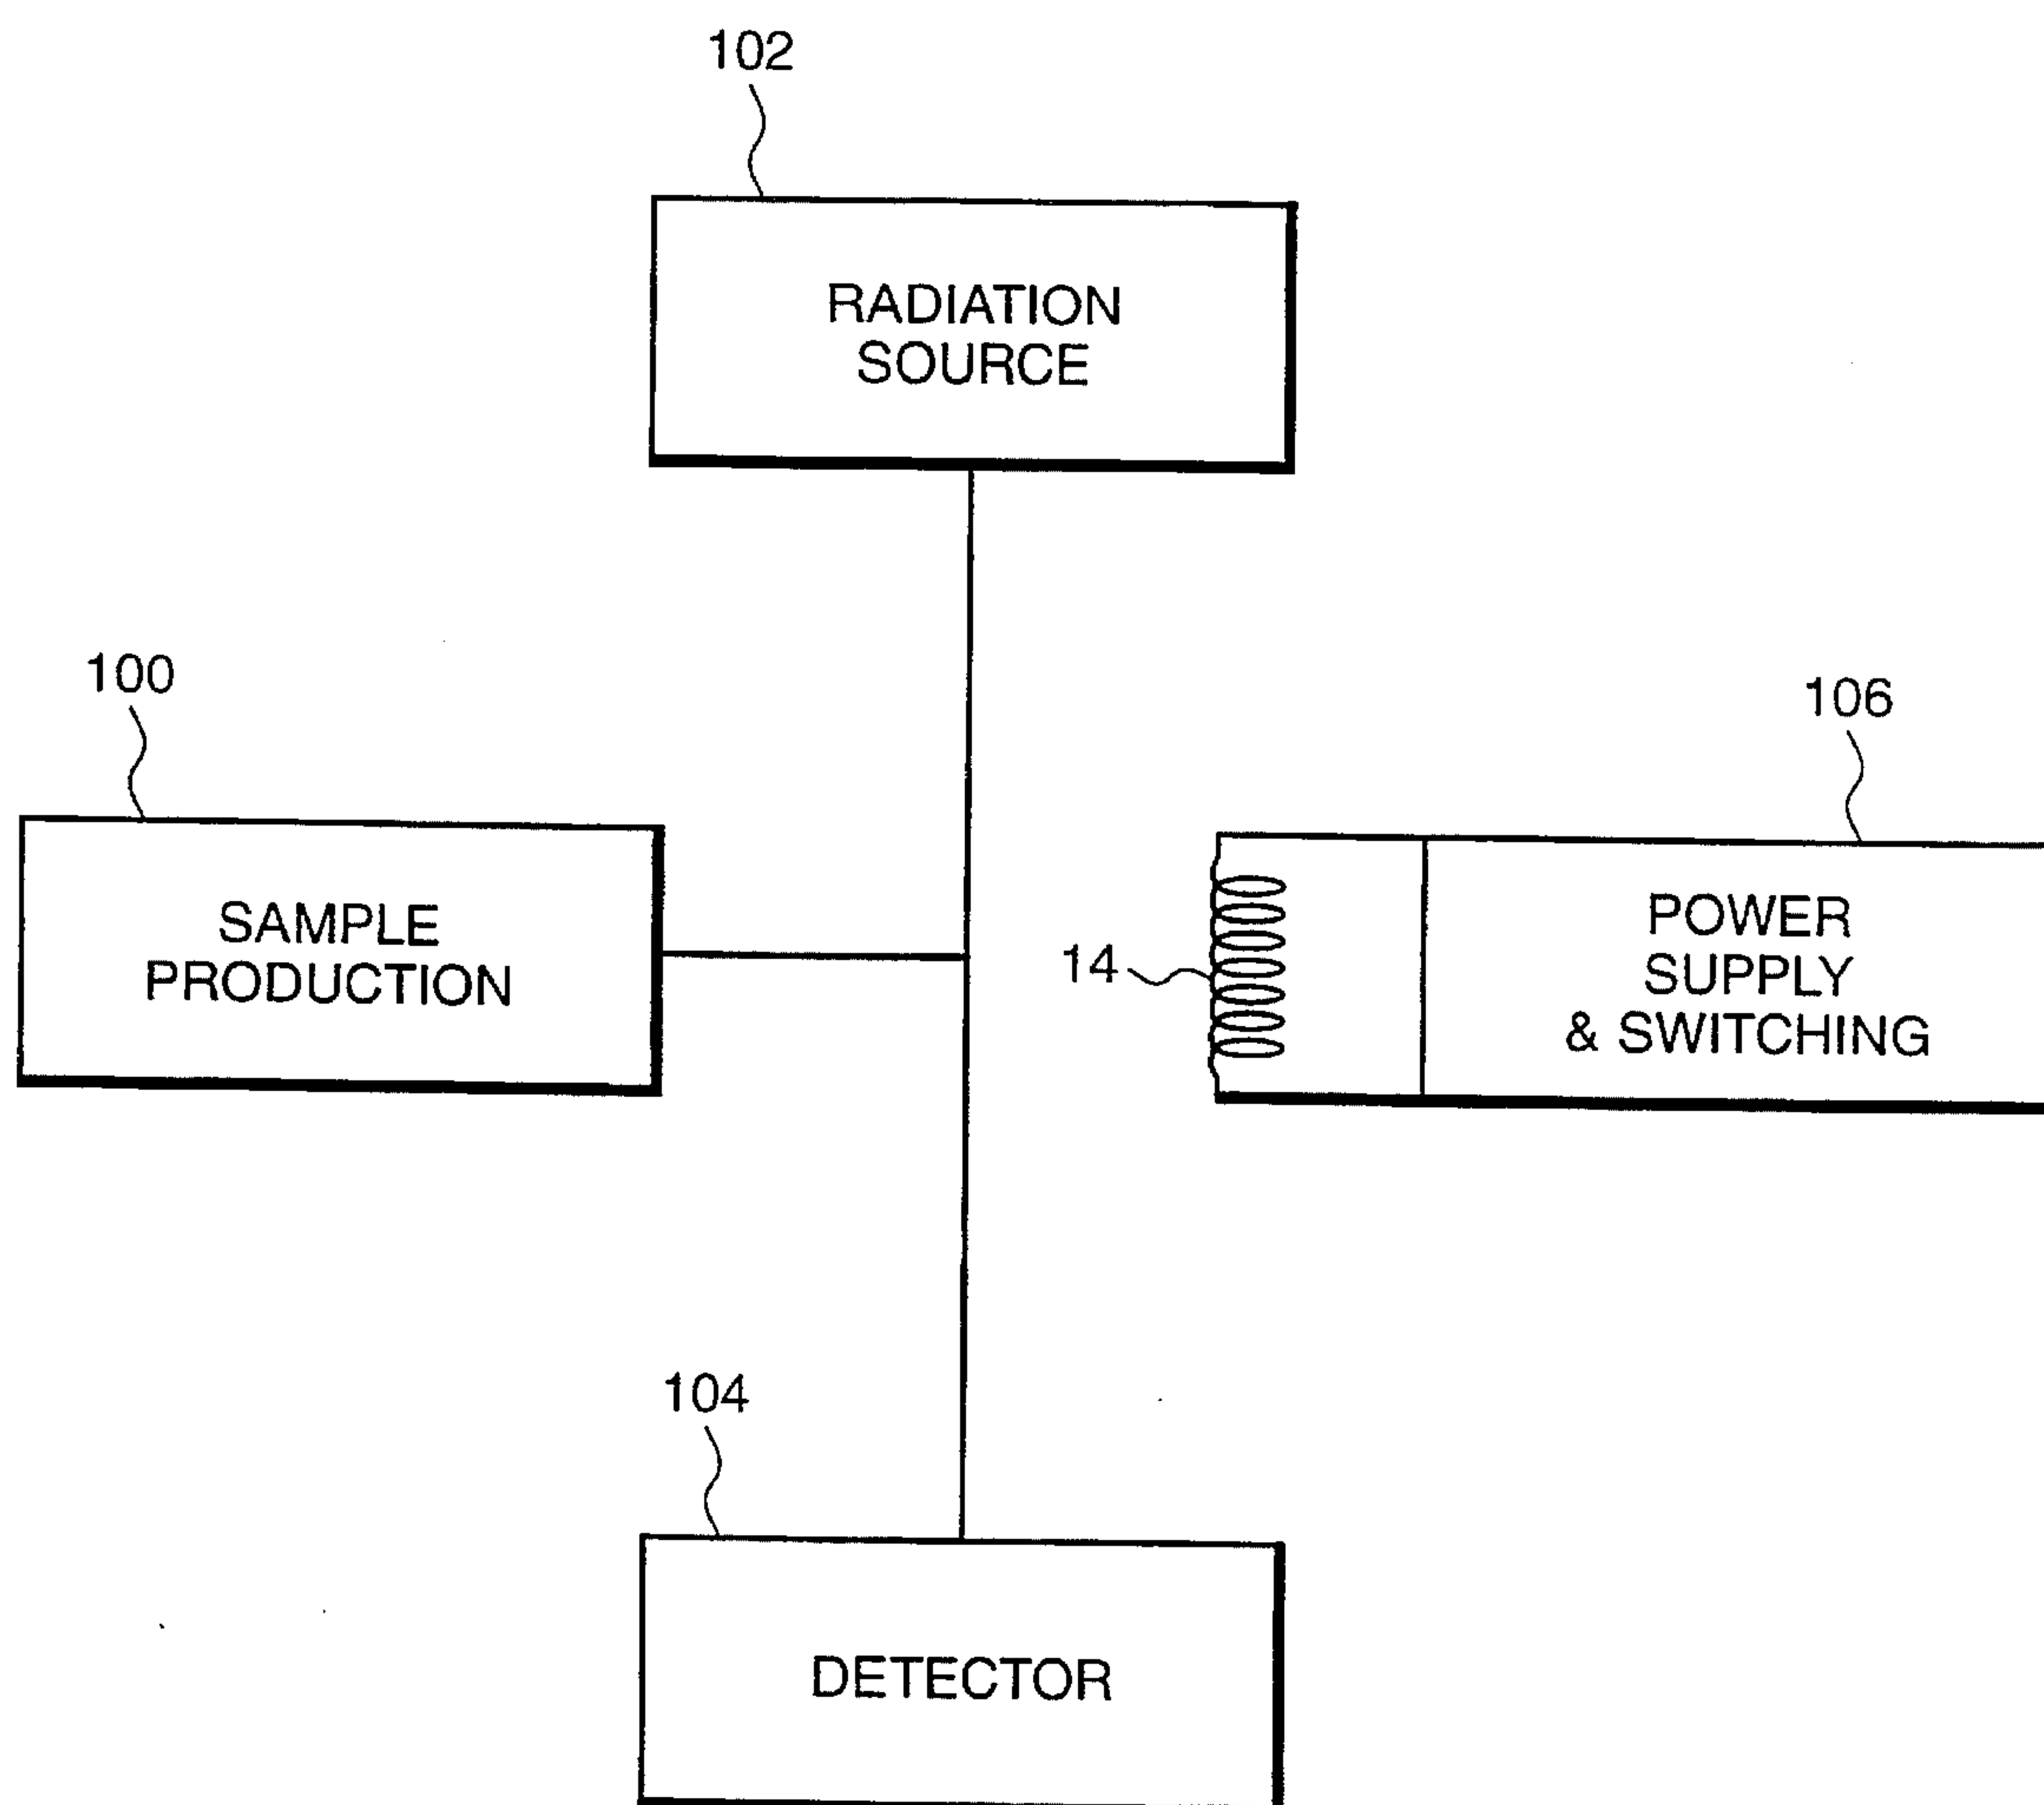 102
RADIATION
SOURCE
100
106
SAMPLE
PRODUCTION
14
POWER
SUPPLY
& SWITCHING
104
DETECTOR